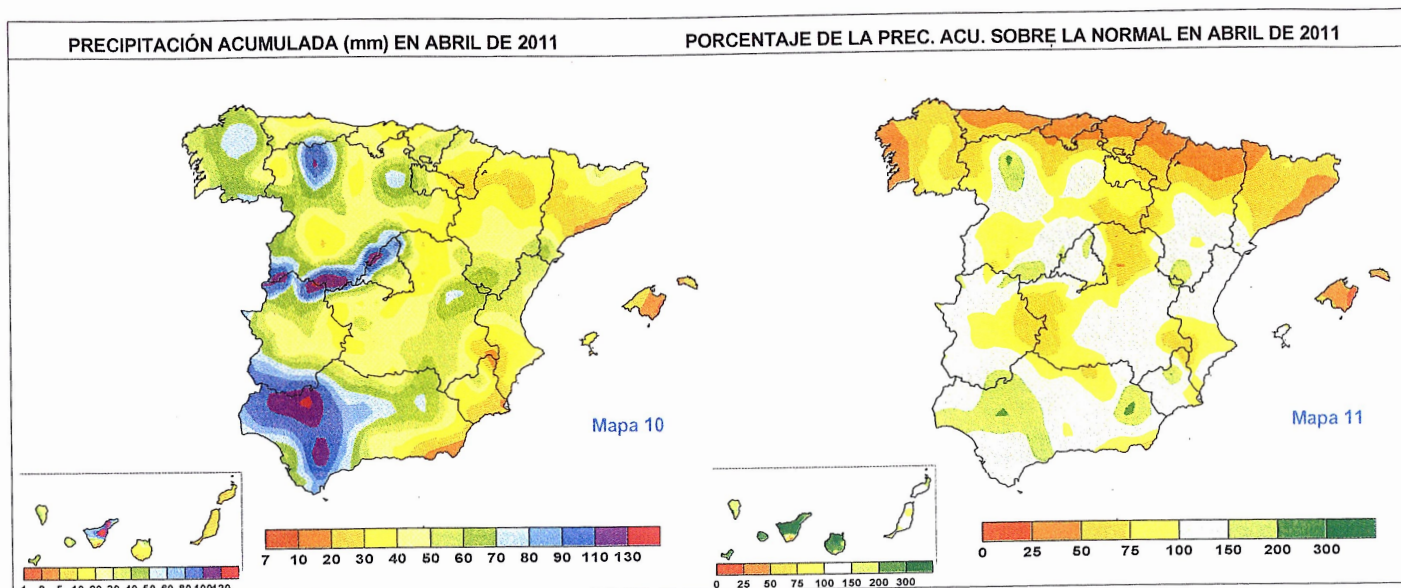 PRECIPITACIÓN ACUMULADA (mm) EN ABRIL DE 2011
PORCENTAJE DE LA PREC. ACU. SOBRE LA NORMAL EN ABRIL DE 2011
Mapa 10
Mapa 11
7 10 20 30 40 50 60 70 80 90 110 130
0 25 50 75 100 150 200 300
0 25 50 75 100 150 200 300